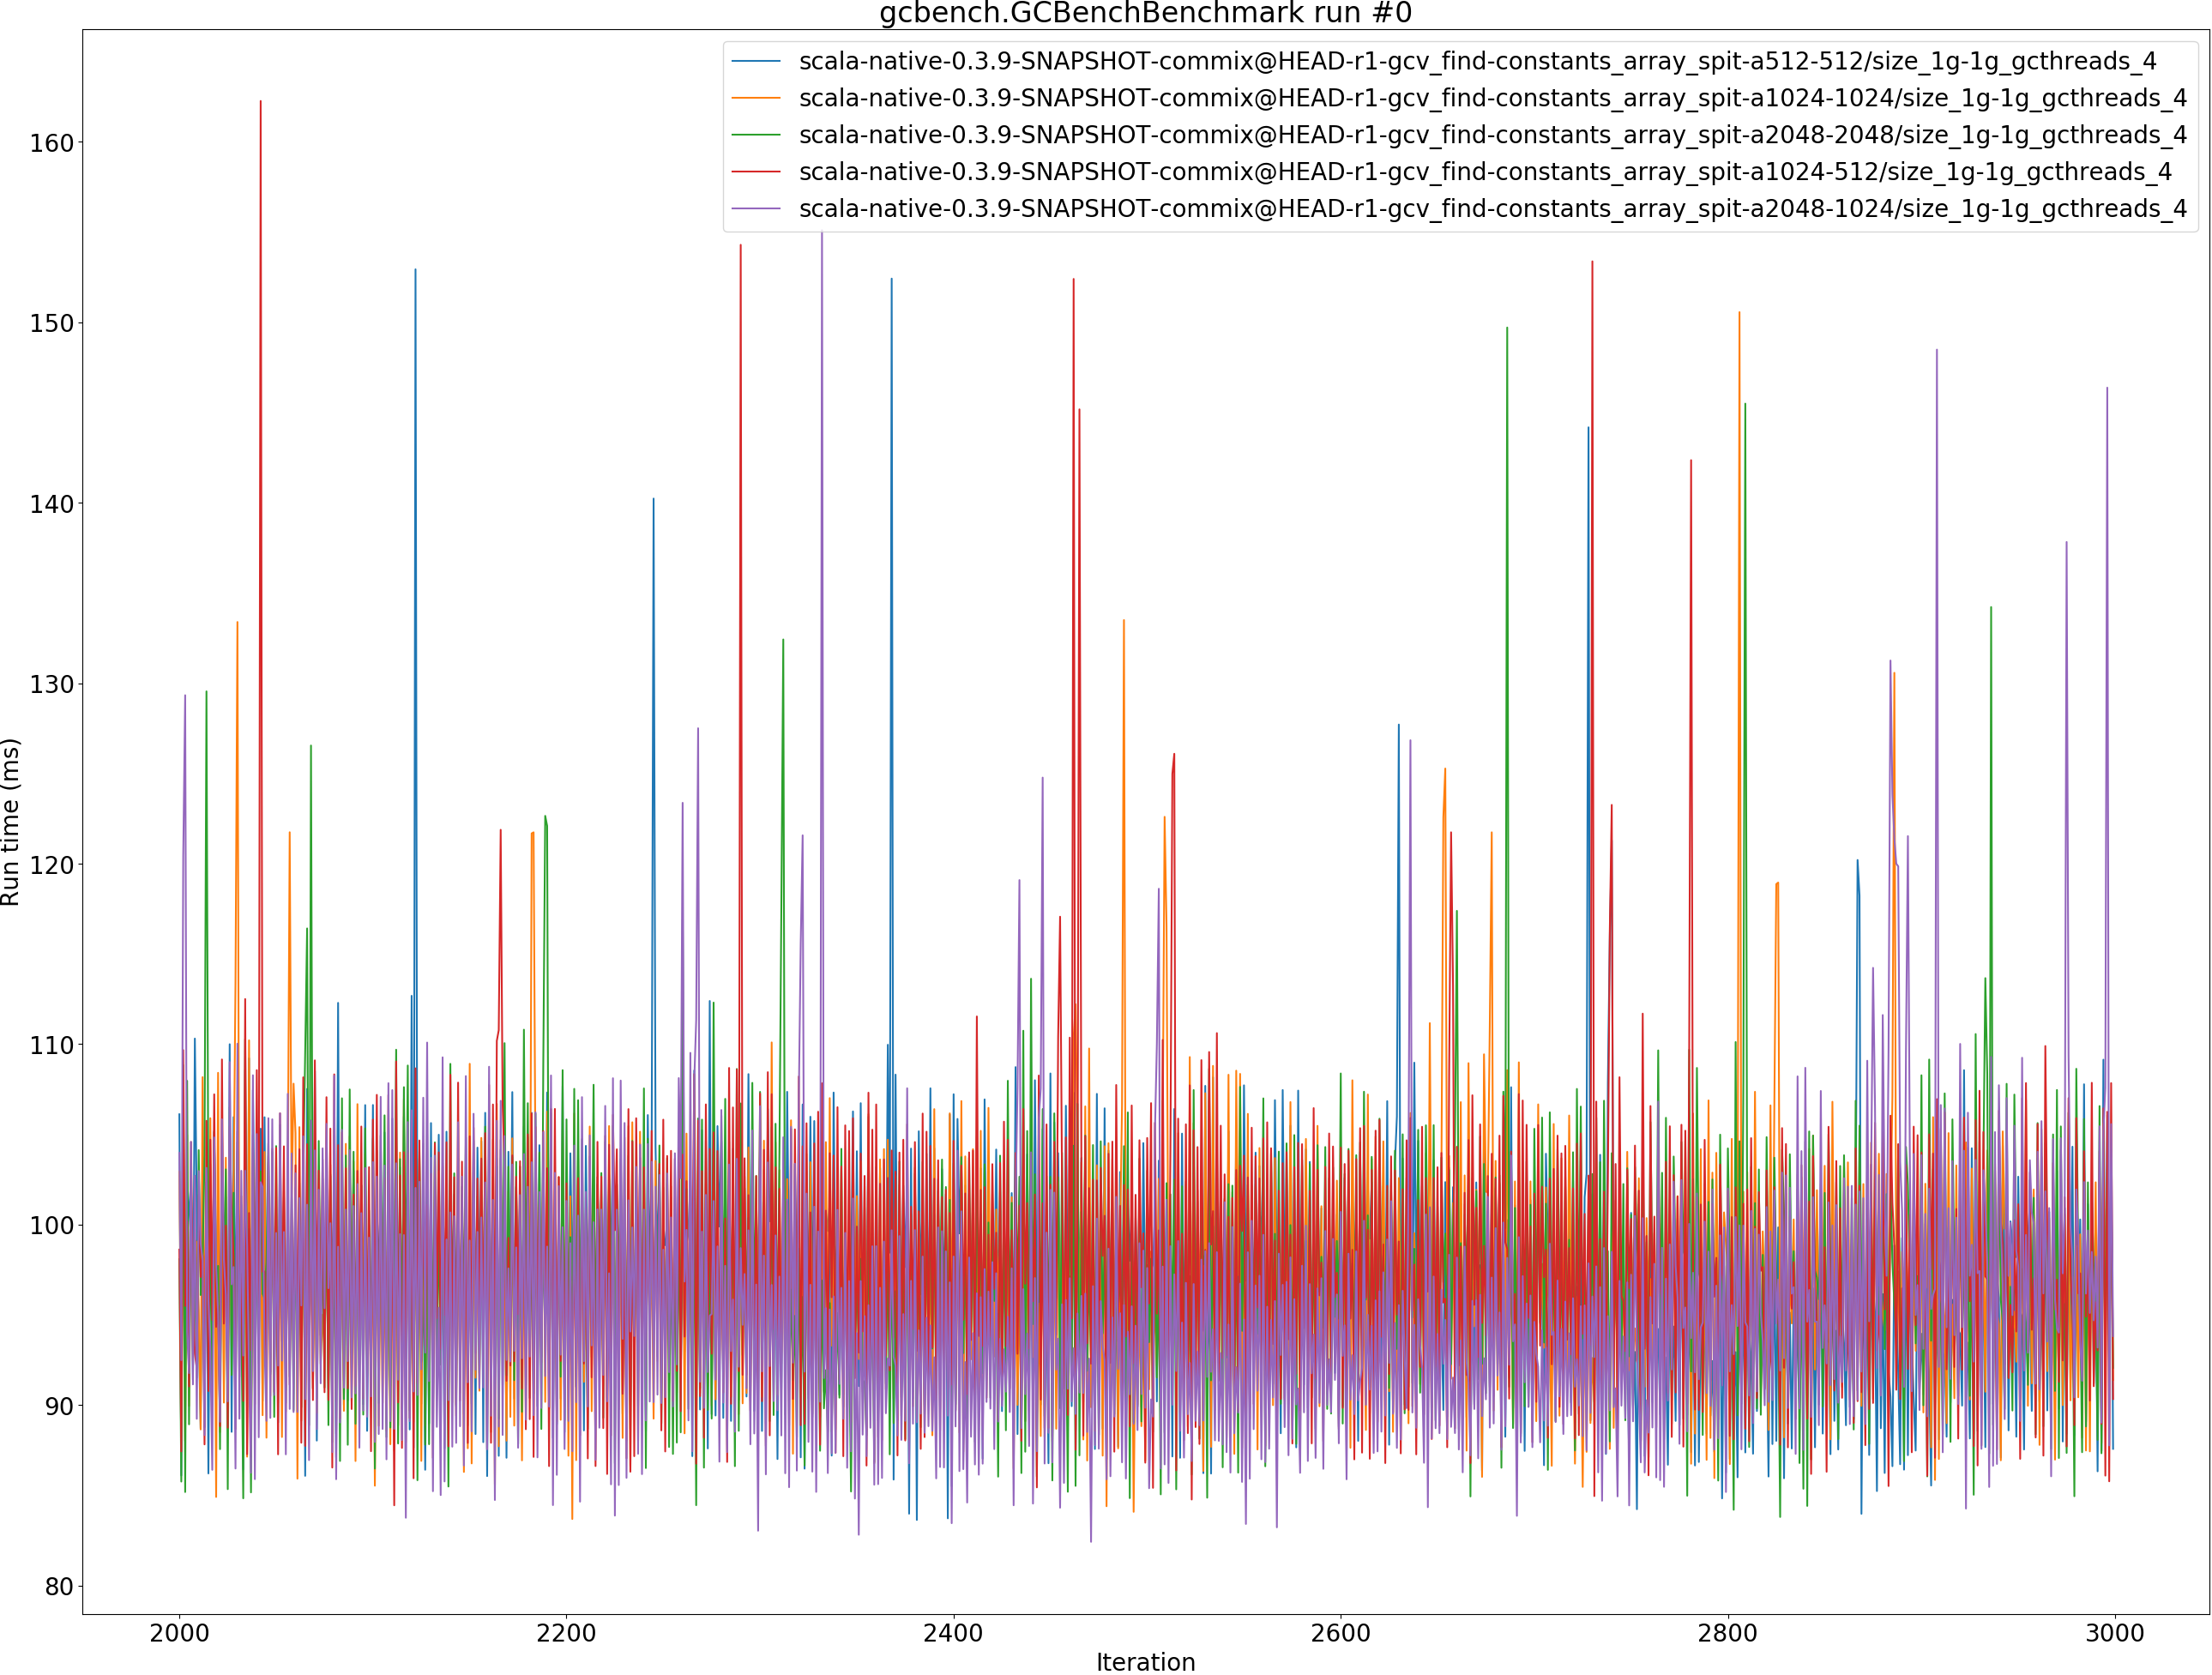 gcbench.GCBenchBenchmark run #0
scala-native-0.3.9-SNAPSHOT-commix@HEAD-r1-gcv_find-constants_array_spit-a512-512/size_1g-1g_gcthreads_4
scala-native-0.3.9-SNAPSHOT-commix@HEAD-r1-gcv_find-constants_array_spit-a1024-1024/size_1g-1g_gcthreads_4
scala-native-0.3.9-SNAPSHOT-commix@HEAD-r1-gcv_find-constants_array_spit-a2048-2048/size_1g-1g_gcthreads_4
scala-native-0.3.9-SNAPSHOT-commix@HEAD-r1-gcv_find-constants_array_spit-a1024-512/size_1g-1g_gcthreads_4
scala-native-0.3.9-SNAPSHOT-commix@HEAD-r1-gcv_find-constants_array_spit-a2048-1024/size_1g-1g_gcthreads_4
160
150
140
130
120
110
100
90
80
Run time (ms)
2000 2200 2400 2600 2800 3000
Iteration